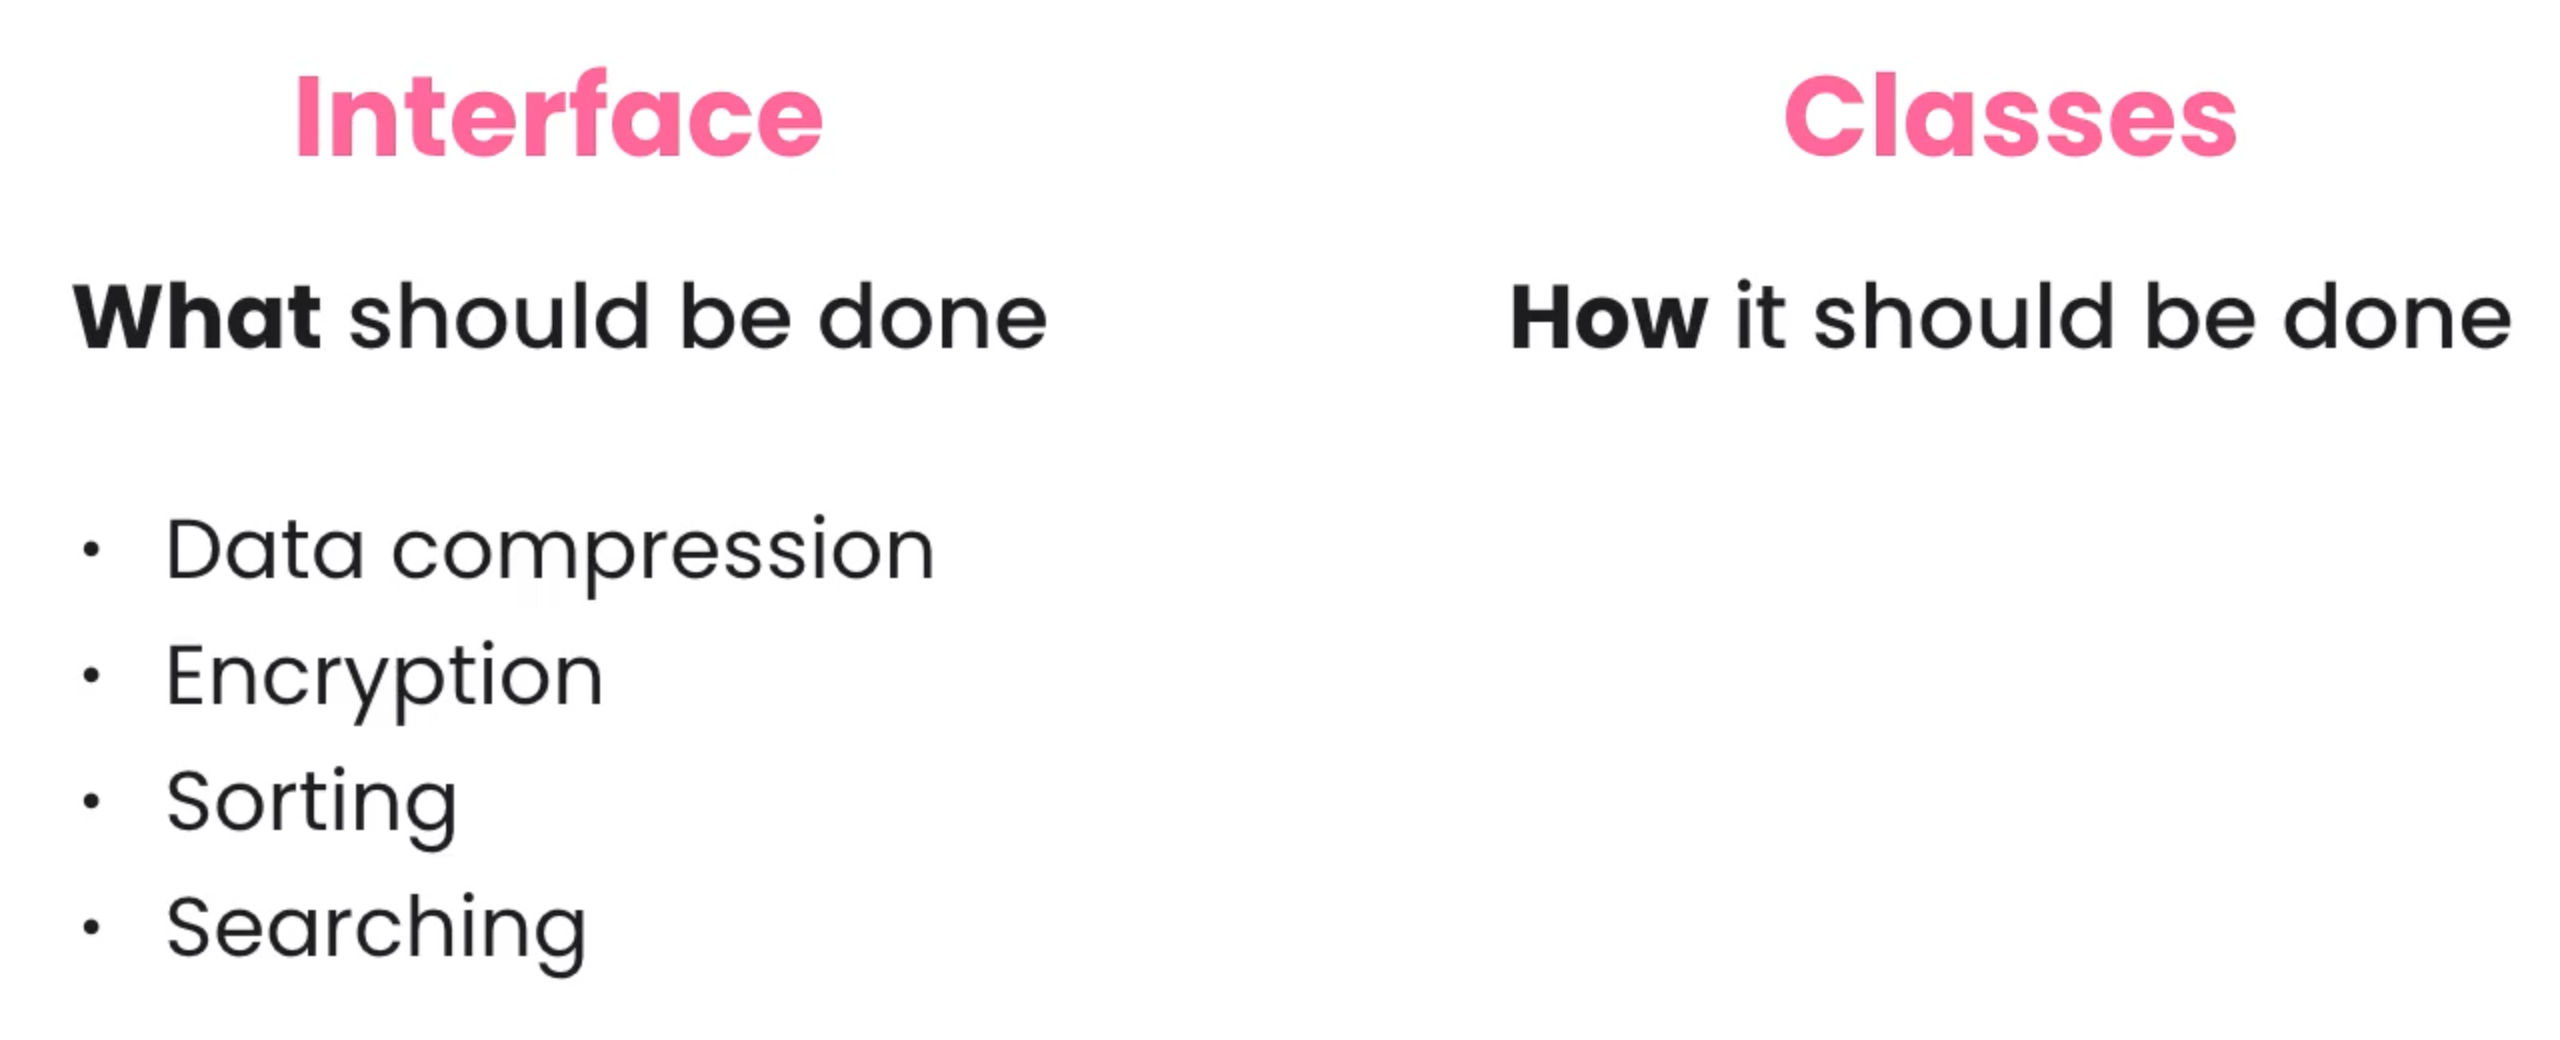 Interface
What should be done
• Data compression
• Encryption
• Sorting
• Searching
Classes
How it should be done